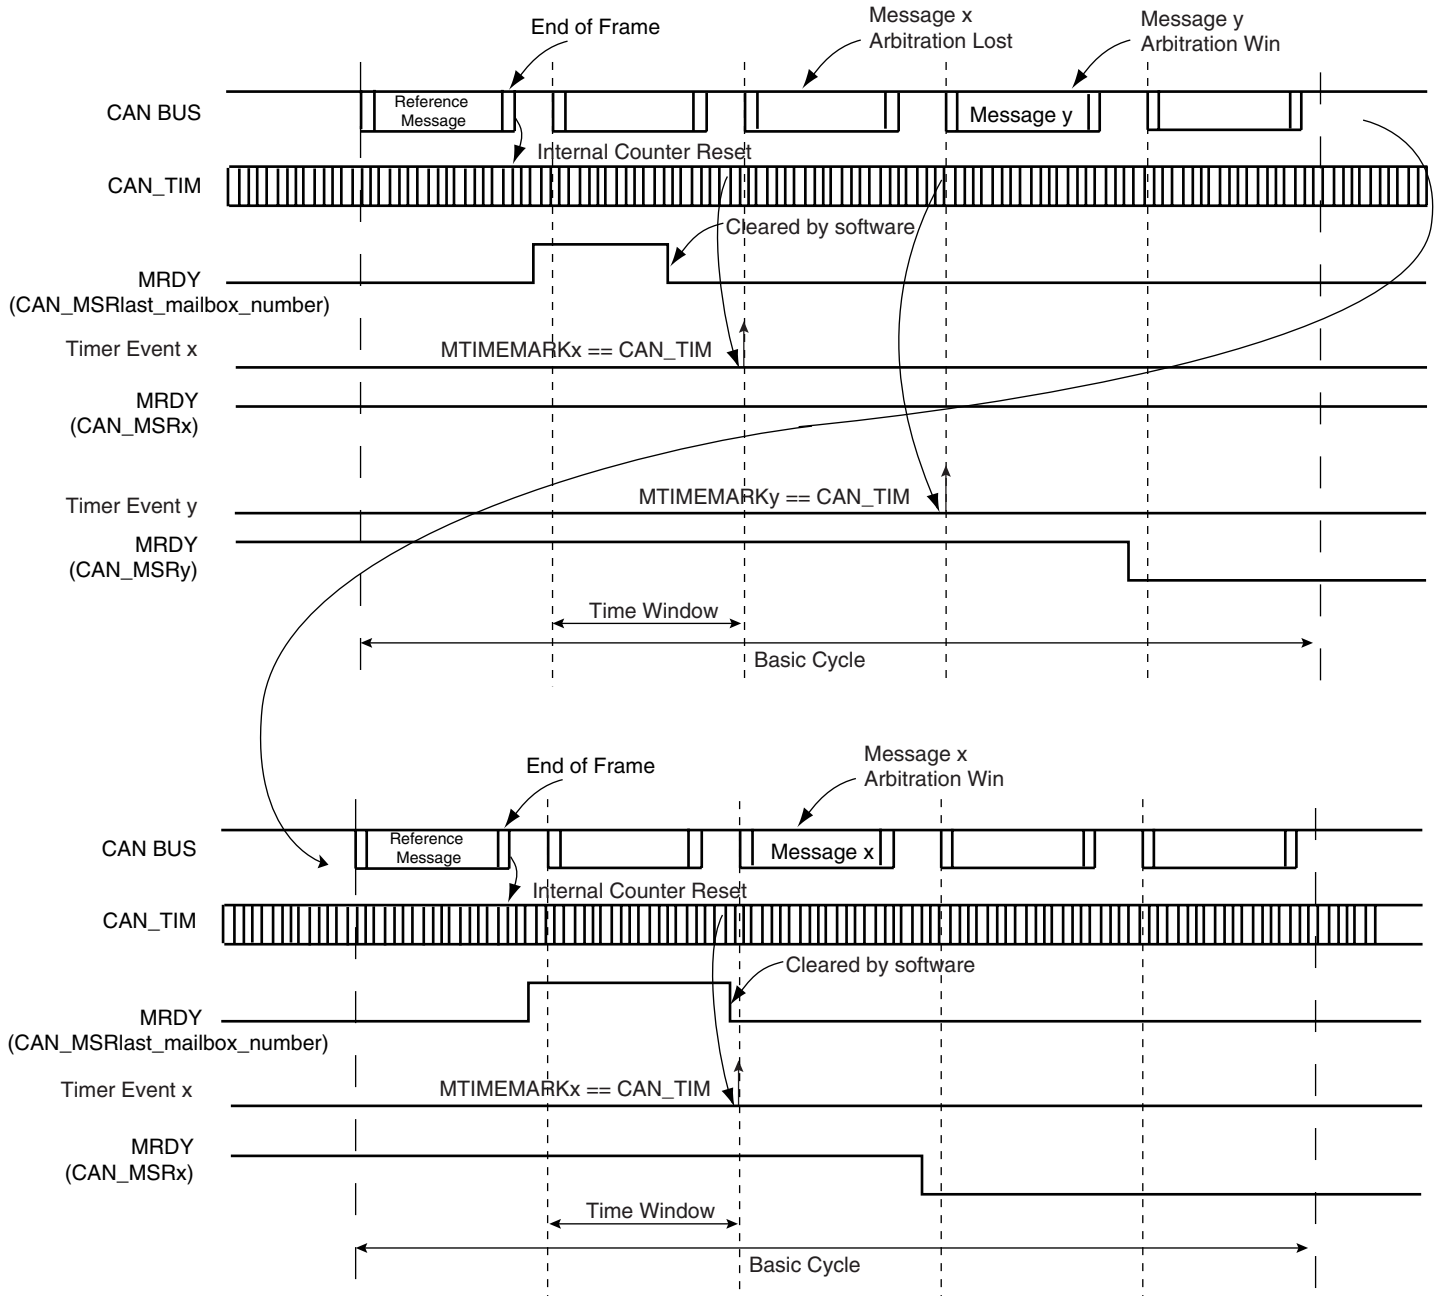 End of Frame
Message x
Arbitration Lost
Message y
Arbitration Win
CAN BUS
Reference
Message
Message y
Internal Counter Reset
CAN_TIM
Cleared by software
MRDY
(CAN_MSRlast_mailbox_number)
Timer Event x
MTIMEMARKx == CAN_TIM
MRDY
(CAN_MSRx)
Timer Event y
MTIMEMARKy == CAN_TIM
MRDY
(CAN_MSRy)
Time Window
Basic Cycle
End of Frame
Message x
Arbitration Win
CAN BUS
Reference
Message
Message x
Internal Counter Reset
CAN_TIM
Cleared by software
MRDY
(CAN_MSRlast_mailbox_number)
Timer Event x
MTIMEMARKx == CAN_TIM
MRDY
(CAN_MSRx)
Time Window
Basic Cycle